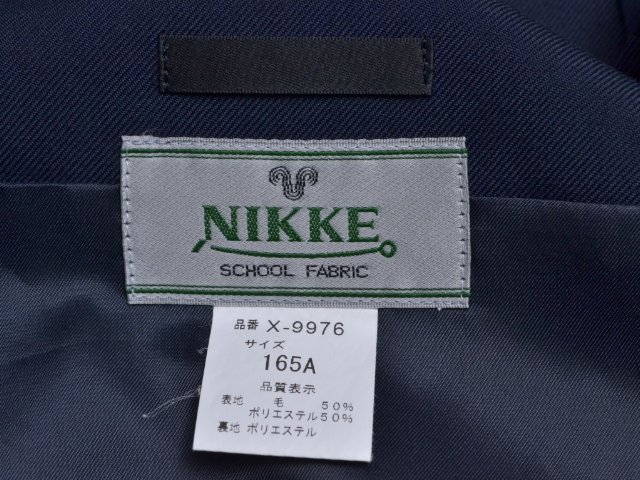 NIKKE
SCHOOL FABRIC
品番 X-9976
サイズ
165A
品質表示
表地 毛 50%
ポリエステル50%
裏地 ポリエステル